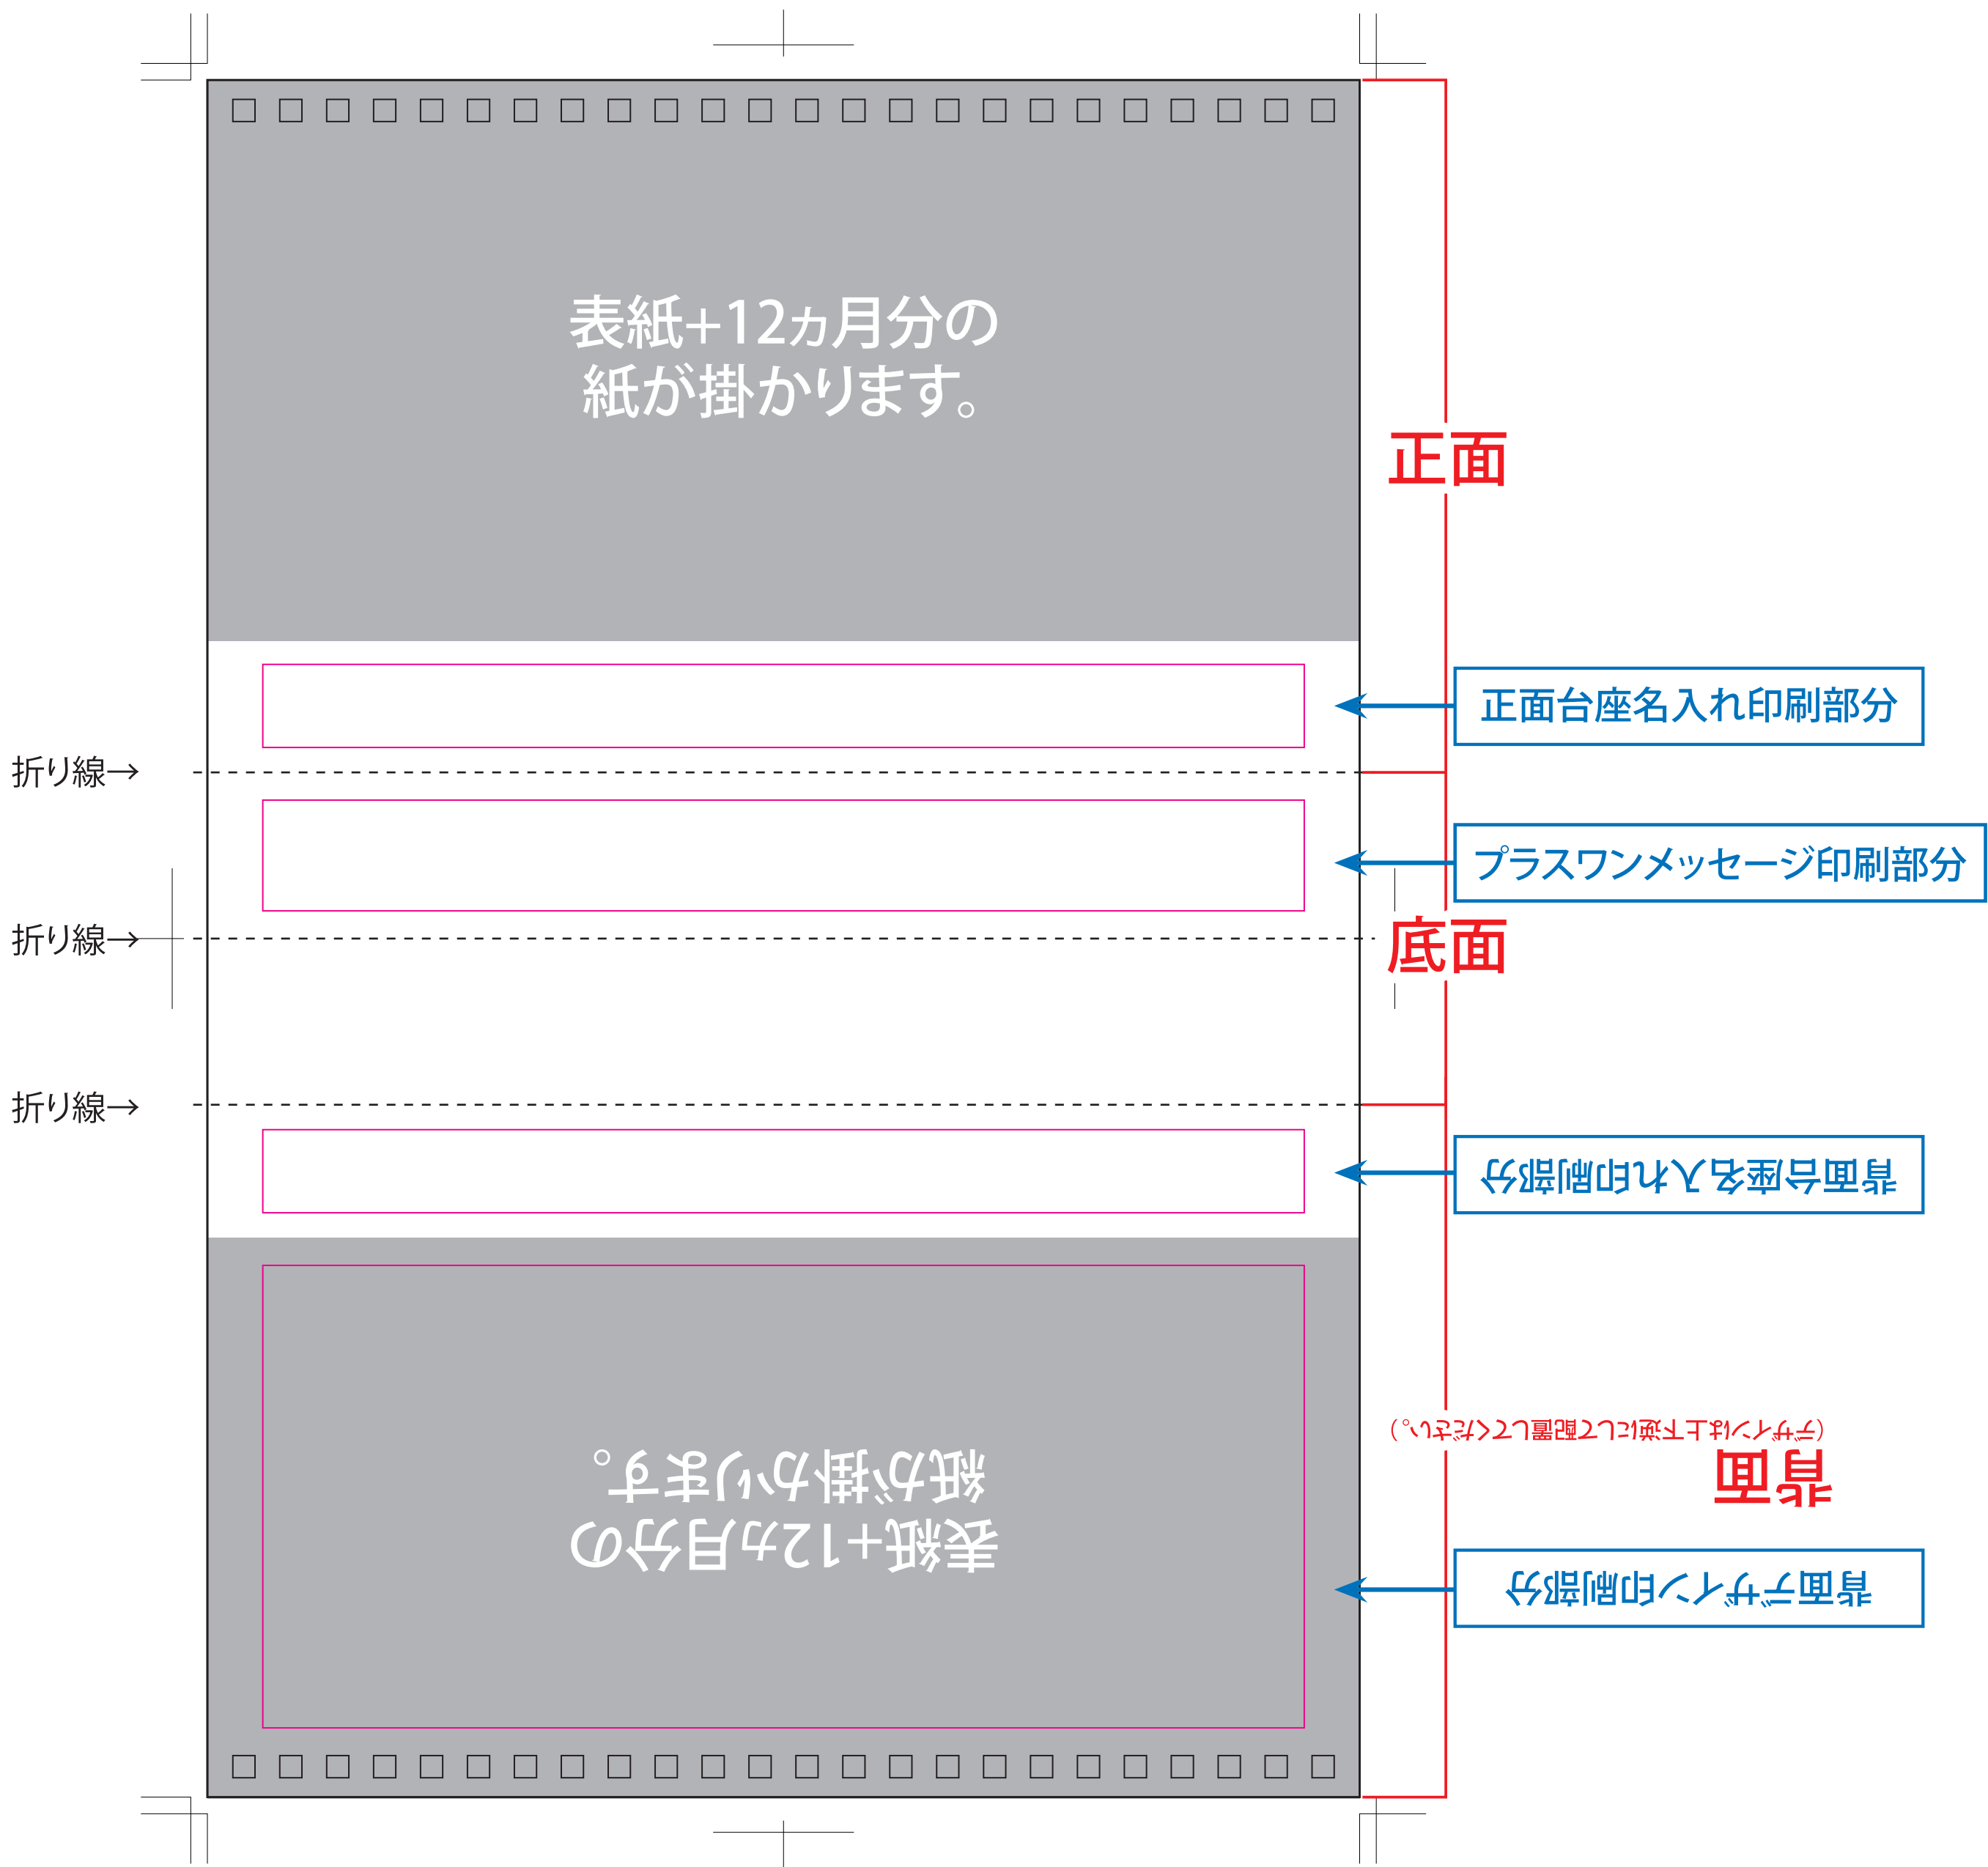 表紙+12ヵ月分の
紙が掛かります。
正面
正面台座名入れ印刷部分
折り線→
プラスワンメッセージ印刷部分
折り線→
底面
折り線→
背面台座名入れ印刷部分
背面
(デザインは上下逆にして配置してください。)
表紙+12ヵ月分の
紙が掛かります。
背面デザイン印刷部分